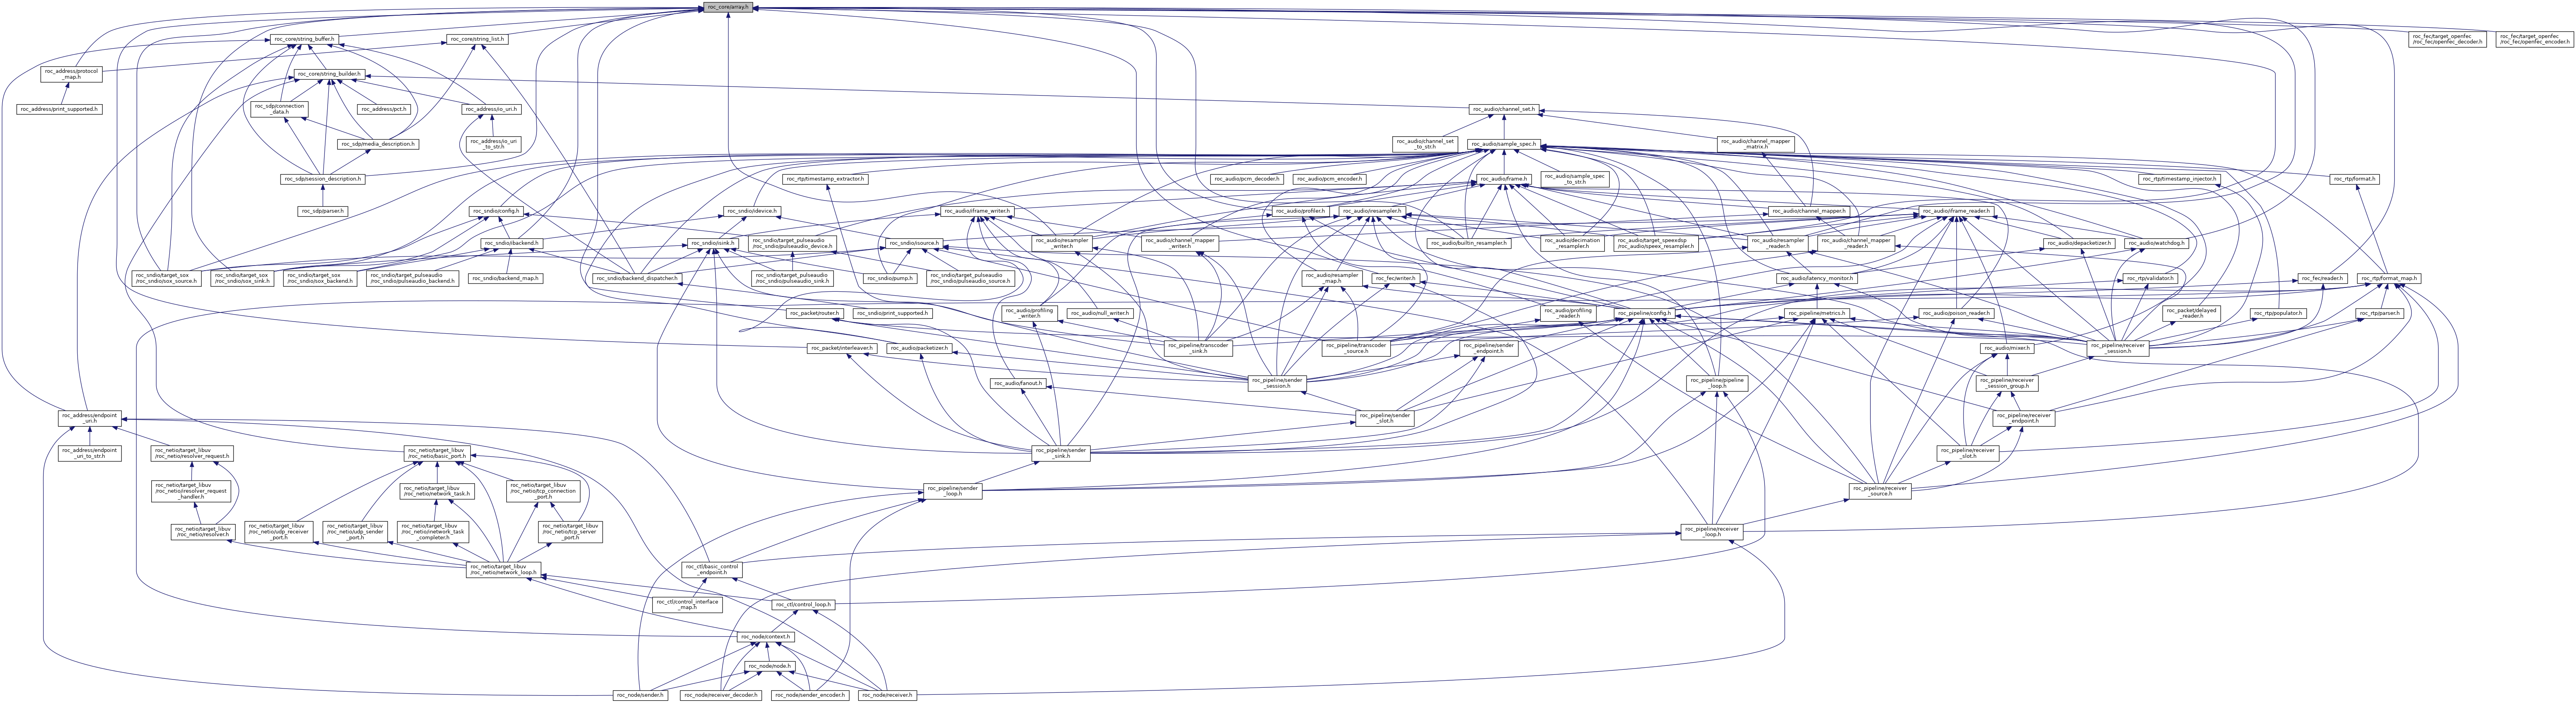 roc_core/array.h
roc_core/string_buffer.h
roc_core/string_list.h
roc_fec/target_openfec
/roc_fec/openfec_decoder.h
roc_fec/target_openfec
/roc_fec/openfec_encoder.h
roc_address/protocol
_map.h
roc_core/string_builder.h
roc_address/print_supported.h
roc_sdp/connection
_data.h
roc_address/pct.h
roc_address/io_uri.h
roc_audio/channel_set.h
roc_sdp/media_description.h
roc_address/io_uri
_to_str.h
roc_audio/channel_set
_to_str.h
roc_audio/sample_spec.h
roc_audio/channel_mapper
_matrix.h
roc_sdp/session_description.h
roc_rtp/timestamp_extractor.h
roc_audio/pcm_decoder.h
roc_audio/pcm_encoder.h
roc_audio/frame.h
roc_audio/sample_spec
_to_str.h
roc_rtp/timestamp_injector.h
roc_rtp/format.h
roc_sdp/parser.h
roc_sndio/config.h
roc_sndio/device.h
roc_audio/iframe_writer.h
roc_audio/profiler.h
roc_audio/iresampler.h
roc_audio/channel_mapper.h
roc_audio/iframe_reader.h
roc_sndio/ibackend.h
roc_sndio/isink.h
roc_sndio/target_pulseaudio
/roc_sndio/pulseaudio_device.h
roc_sndio/isource.h
roc_audio/resampler
_writer.h
roc_audio/channel_mapper
_writer.h
roc_audio/builtin_resampler.h
roc_audio/decimation
_resampler.h
roc_audio/target_speexdsp
/roc_audio/speex_resampler.h
roc_audio/resampler
_reader.h
roc_audio/channel_mapper
_reader.h
roc_audio/depacketizer.h
roc_audio/watchdog.h
roc_sndio/target_sox
/roc_sndio/sox_source.h
roc_sndio/target_sox
/roc_sndio/sox_sink.h
roc_sndio/target_sox
/roc_sndio/sox_backend.h
roc_sndio/target_pulseaudio
/roc_sndio/pulseaudio_backend.h
roc_sndio/backend_map.h
roc_sndio/backend_dispatcher.h
roc_sndio/target_pulseaudio
/roc_sndio/pulseaudio_sink.h
roc_sndio/pump.h
roc_sndio/target_pulseaudio
/roc_sndio/pulseaudio_source.h
roc_audio/resampler
_map.h
roc_fec/writer.h
roc_audio/latency_monitor.h
roc_rtp/validator.h
roc_fec/reader.h
roc_rtp/format_map.h
roc_packet/router.h
roc_sndio/print_supported.h
roc_audio/profiling
_writer.h
roc_audio/null_writer.h
roc_audio/profiling
_reader.h
roc_pipeline/config.h
roc_pipeline/metrics.h
roc_audio/poison_reader.h
roc_packet/delayed
_reader.h
roc_rtp/populator.h
roc_rtp/parser.h
roc_packet/interleaver.h
roc_audio/packetizer.h
roc_pipeline/transcoder
_sink.h
roc_pipeline/transcoder
_source.h
roc_pipeline/sender
_endpoint.h
roc_audio/mixer.h
roc_pipeline/receiver
_session.h
roc_audio/fanout.h
roc_pipeline/sender
_session.h
roc_pipeline/pipeline
_loop.h
roc_pipeline/receiver
_session_group.h
roc_address/endpoint
_uri.h
roc_pipeline/sender
_slot.h
roc_pipeline/receiver
_endpoint.h
roc_address/endpoint
_uri_to_str.h
roc_netio/target_libuv
/roc_netio/resolver_request.h
roc_netio/target_libuv
/roc_netio/basic_port.h
roc_pipeline/sender
_sink.h
roc_pipeline/receiver
_slot.h
roc_netio/target_libuv
/roc_netio/resolver_request
_handler.h
roc_netio/target_libuv
/roc_netio/network_task.h
roc_netio/target_libuv
/roc_netio/tcp_connection
_port.h
roc_pipeline/sender
_loop.h
roc_pipeline/receiver
_source.h
roc_netio/target_libuv
/roc_netio/resolver.h
roc_netio/target_libuv
/roc_netio/udp_receiver
_port.h
roc_netio/target_libuv
/roc_netio/udp_sender
_port.h
roc_netio/target_libuv
/roc_netio/network_task
_completer.h
roc_netio/target_libuv
/roc_netio/tcp_server
_port.h
roc_pipeline/receiver
_loop.h
roc_netio/target_libuv
/roc_netio/network_loop.h
roc_ctl/basic_control
_endpoint.h
roc_ctl/control_interface
_map.h
roc_ctl/control_loop.h
roc_node/context.h
roc_node/node.h
roc_node/sender.h
roc_node/receiver_decoder.h
roc_node/sender_encoder.h
roc_node/receiver.h